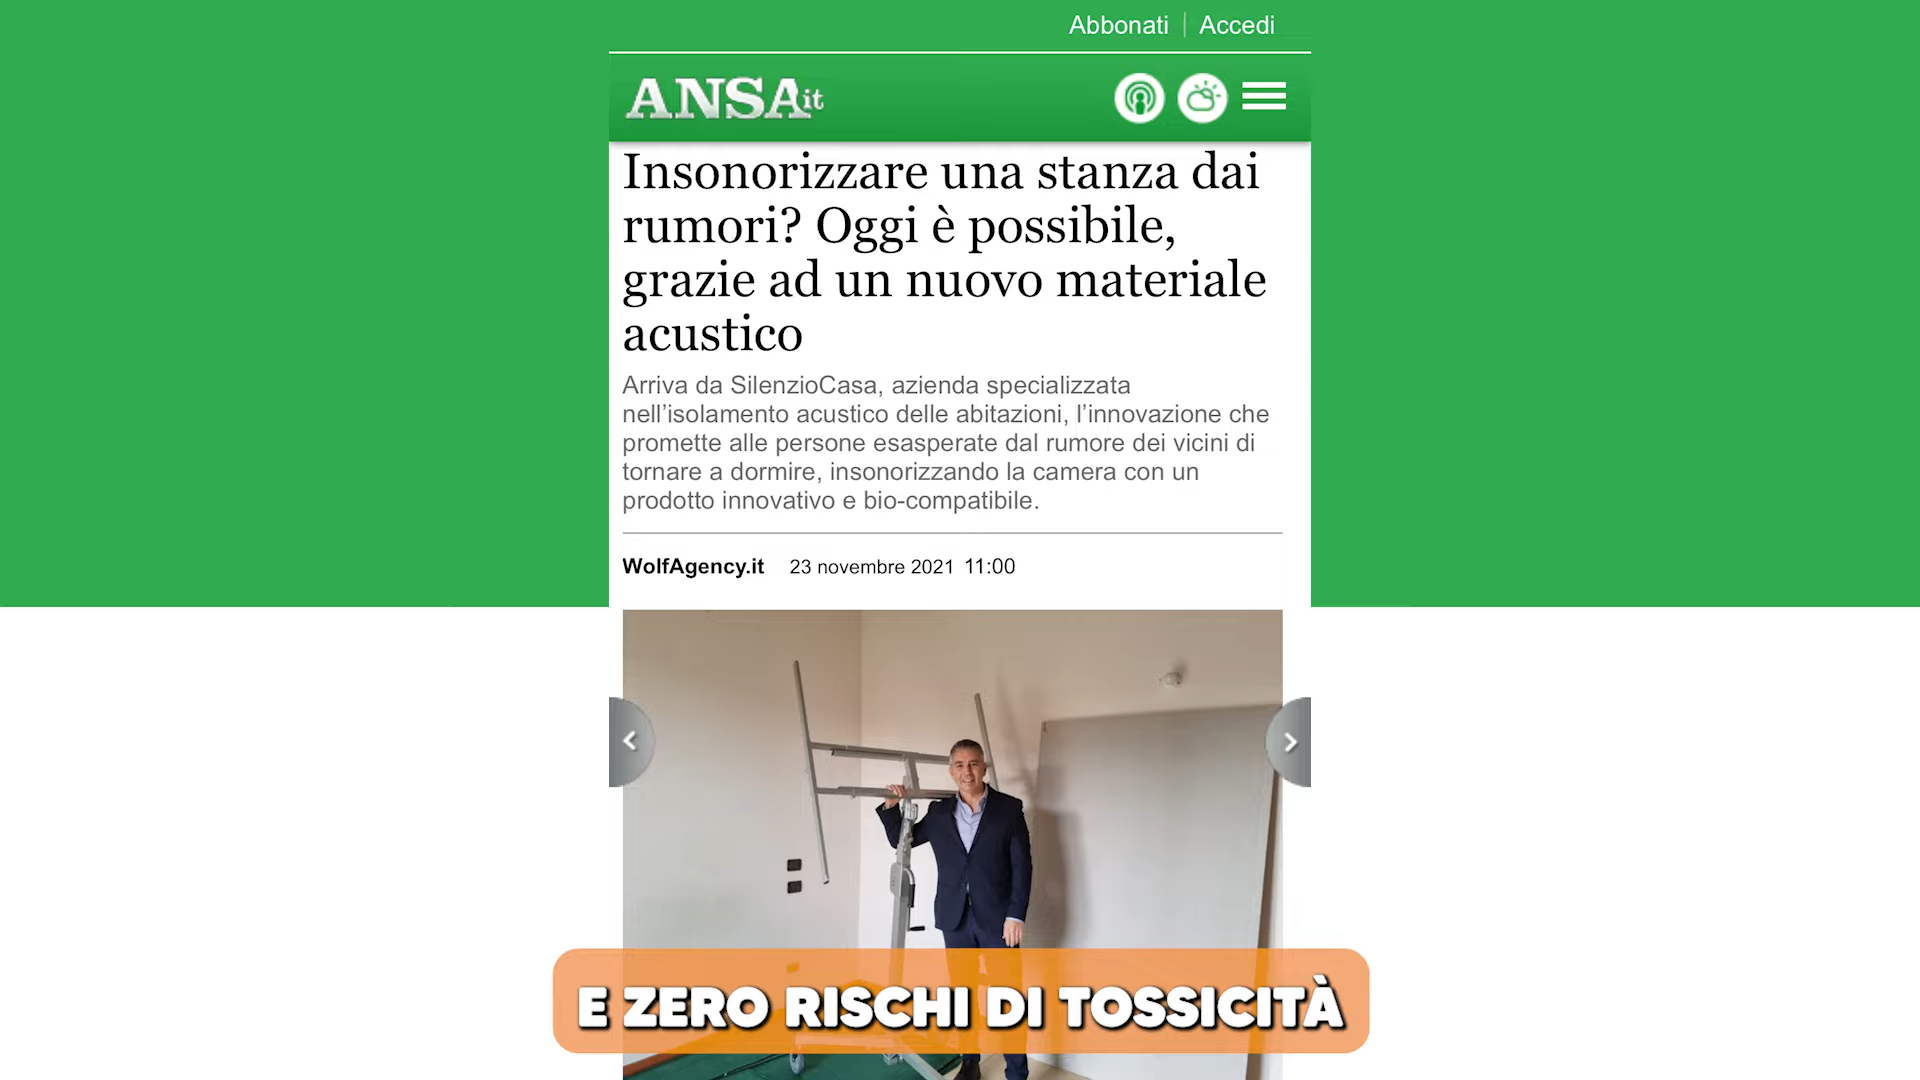 Abbonati | Accedi
ANSAit
Insonorizzare una stanza dai
rumori? Oggi è possibile,
grazie ad un nuovo materiale
acustico
Arriva da SilenzioCasa, azienda specializzata
nell’isolamento acustico delle abitazioni, l’innovazione che
promette alle persone esasperate dal rumore dei vicini di
tornare a dormire, insonorizzando la camera con un
prodotto innovativo e bio-compatibile.
WolfAgency.it 23 novembre 2021 11:00
E ZERO RISCHI DI TOSSICITÀ